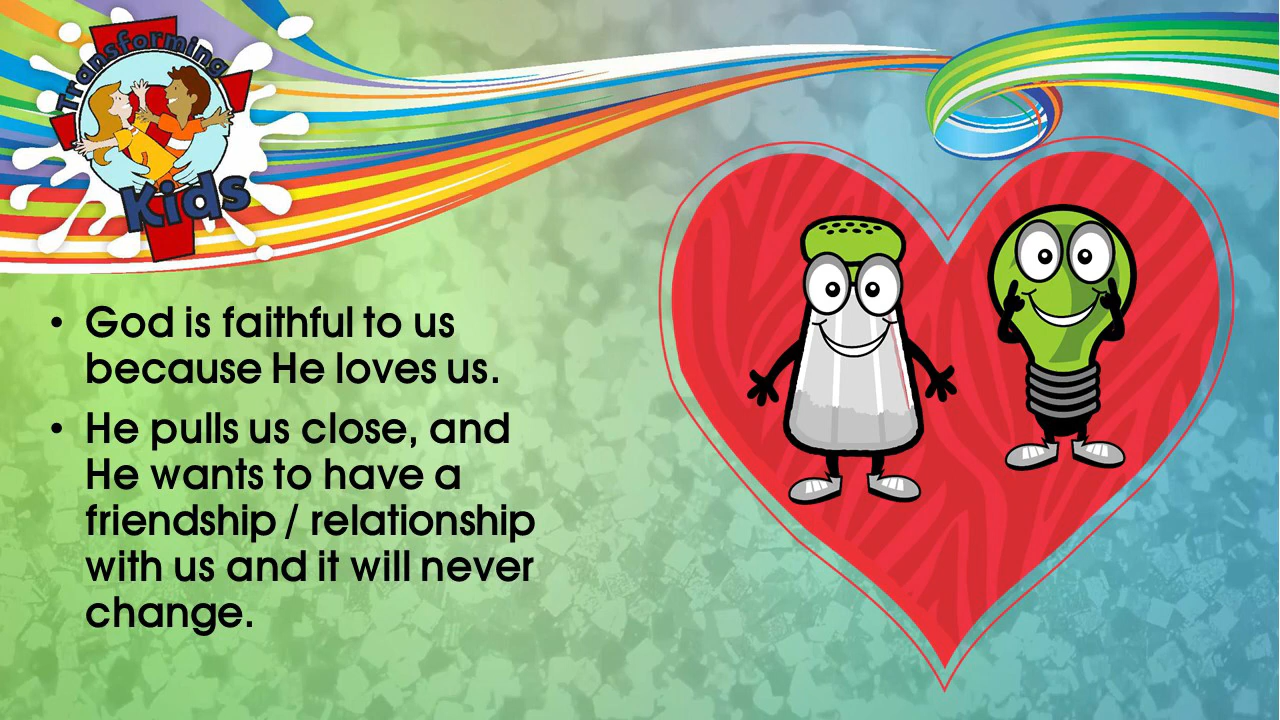 Transforming
Kids
• God is faithful to us
because He loves us.
• He pulls us close, and
He wants to have a
friendship / relationship
with us and it will never
change.